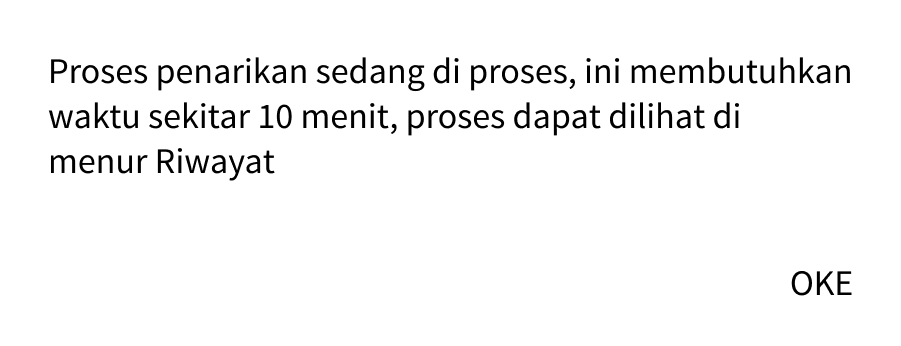 Proses penarikan sedang di proses, ini membutuhkan
waktu sekitar 10 menit, proses dapat dilihat di
menur Riwayat
OKE